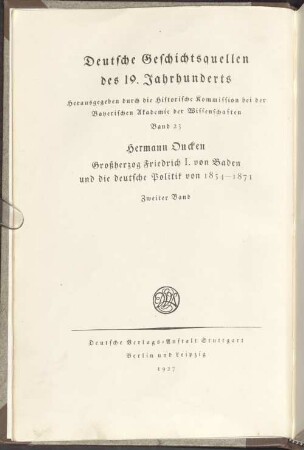 Deutsche Geschichtsquellen
des 19. Jahrhunderts
Herausgegeben durch die Historische Kommission bei der
Bayerischen Akademie der Wissenschaften
Band 23
Hermann Oncken
Großherzog Friedrich I. von Baden
und die deutsche Politik von 1854–1871
Zweiter Band
Deutsche Verlags-Anstalt Stuttgart
Berlin und Leipzig
1927